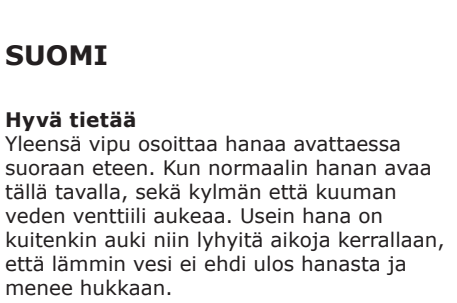 SUOMI
Hyvä tietää
Yleensä vipu osoittaa hanaa avattaessa
suoraan eteen. Kun normaalin hanan avaa
tällä tavalla, sekä kylmän että kuuman
veden venttiili aukeaa. Usein hana on
kuitenkin auki niin lyhyitä aikoja kerrallaan,
että lämmin vesi ei ehdi ulos hanasta ja
menee hukkaan.